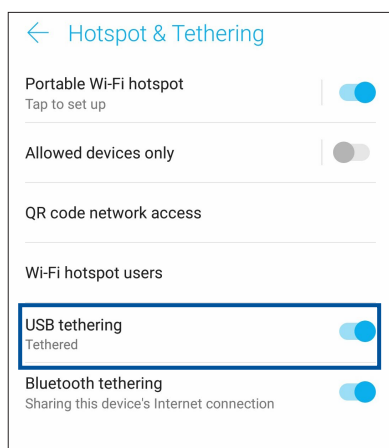 Hotspot & Tethering
Portable Wi-Fi hotspot
Tap to set up
Allowed devices only
QR code network access
Wi-Fi hotspot users
USB tethering
Tethered
Bluetooth tethering
Sharing this device's Internet connection